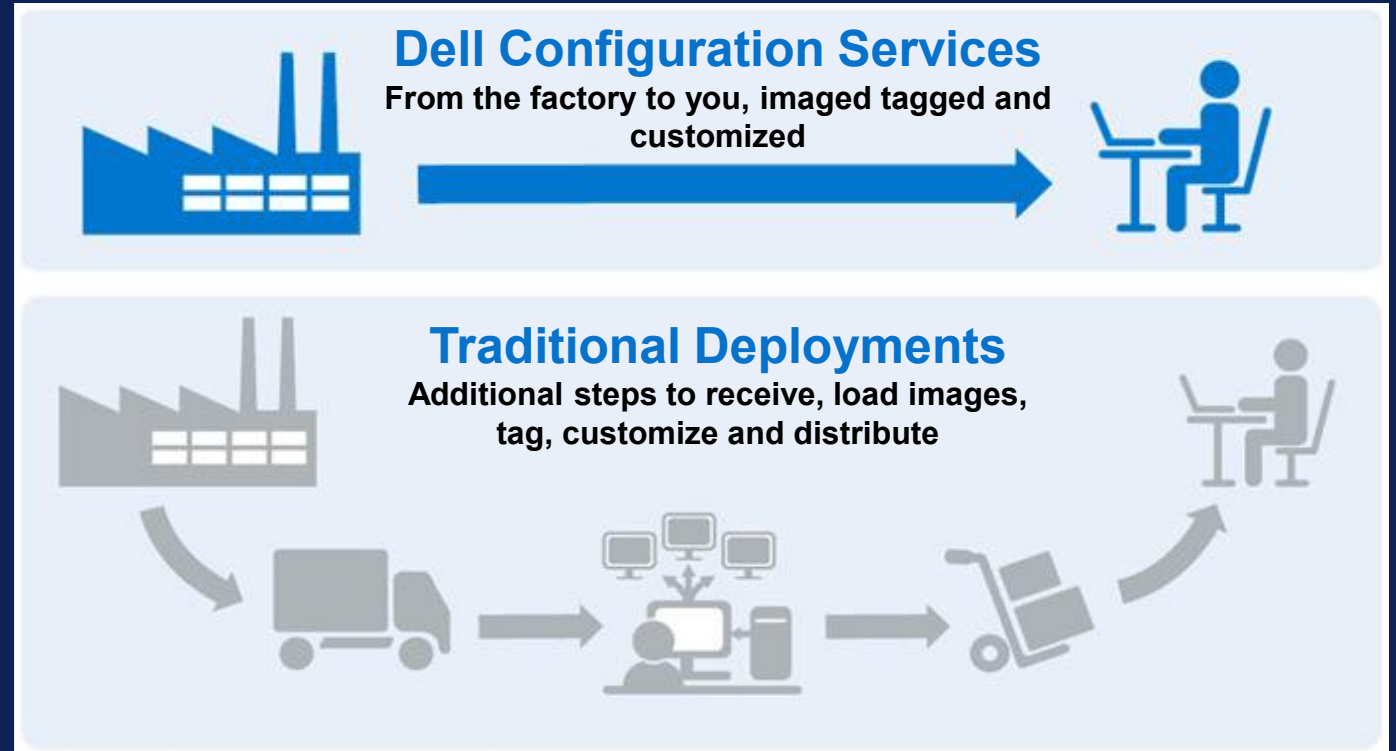 Dell Configuration Services
From the factory to you, imaged tagged and
customized
Traditional Deployments
Additional steps to receive, load images,
tag, customize and distribute